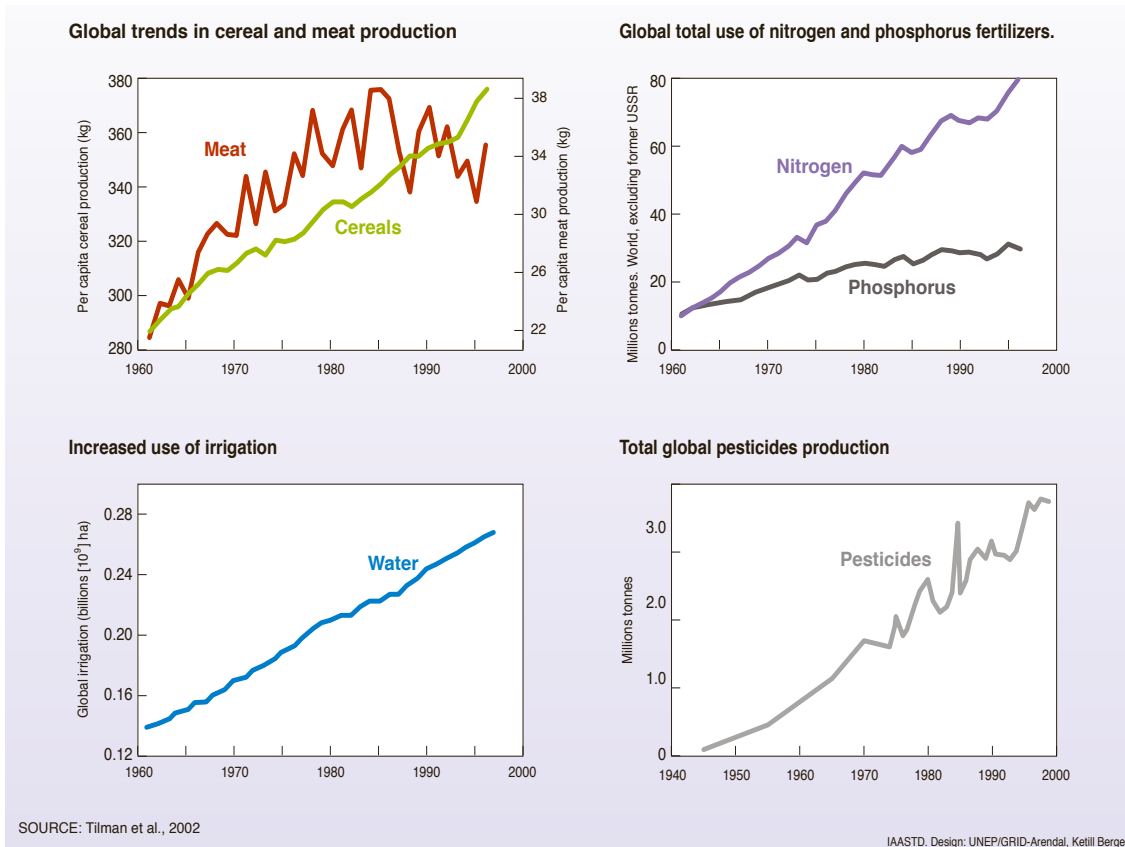 Global trends in cereal and meat production
Per capita cereal production (kg)
380
360
340
320
300
280
Meat
Cereals
38
34
30
26
22
Per capita meat production (kg)
1960
1970
1980
1990
2000
Global total use of nitrogen and phosphorus fertilizers.
Millions tonnes. World, excluding former USSR
80
60
40
20
0
Nitrogen
Phosphorus
1960
1970
1980
1990
2000
Increased use of irrigation
Global irrigation (billions [10⁹] ha)
0.28
0.24
0.20
0.16
0.12
Water
1960
1970
1980
1990
2000
Total global pesticides production
Millions tonnes
3.0
2.0
1.0
0
Pesticides
1940
1950
1960
1970
1980
1990
2000
SOURCE: Tilman et al., 2002
IAASTD. Design: UNEP/GRID-Arendal, Ketill Berge